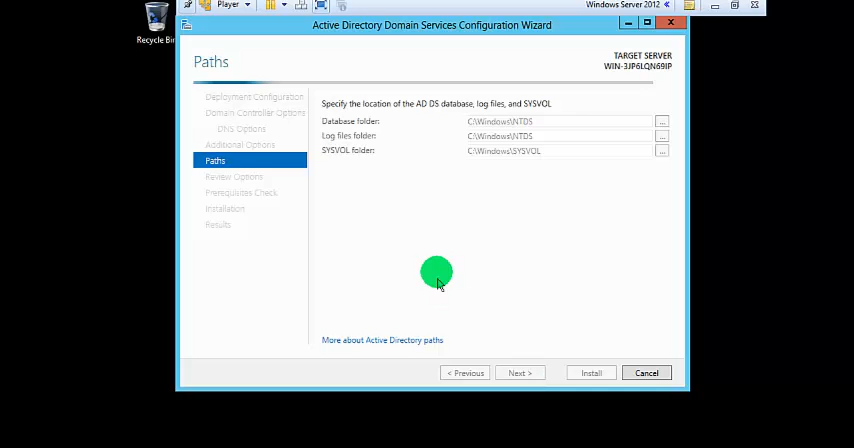 Player
Windows Server 2012
Recycle Bin
Active Directory Domain Services Configuration Wizard
Paths
TARGET SERVER
WIN-3JP6LQN69IP
Deployment Configuration
Domain Controller Options
DNS Options
Additional Options
Paths
Review Options
Prerequisites Check
Installation
Results
Specify the location of the AD DS database, log files, and SYSVOL
Database folder: C:\Windows\NTDS ...
Log files folder: C:\Windows\NTDS ...
SYSVOL folder: C:\Windows\SYSVOL ...
More about Active Directory paths
< Previous Next > Install Cancel